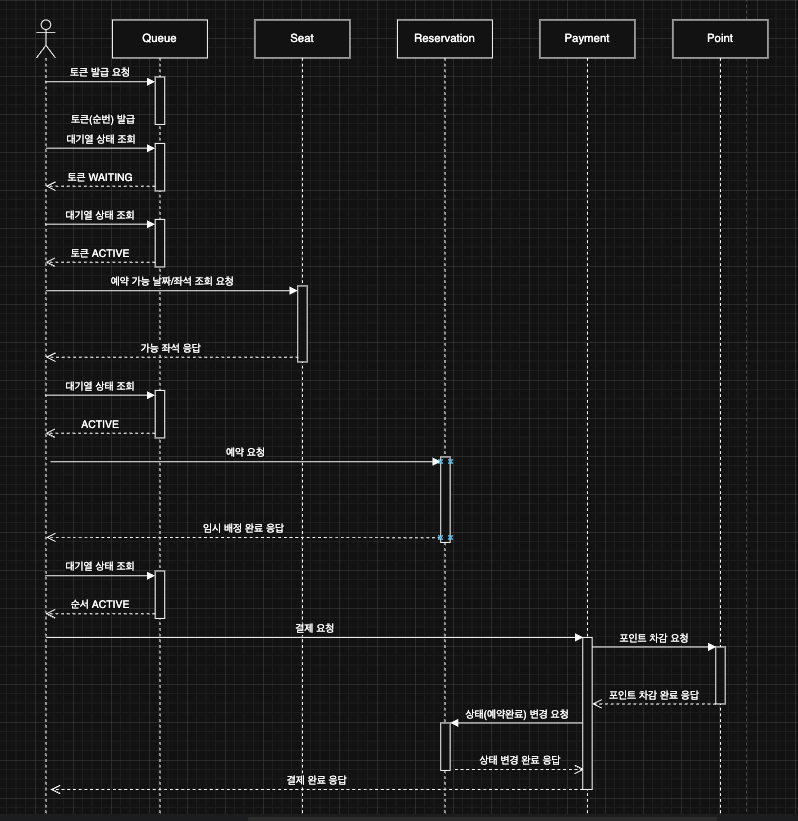 Queue
Seat
Reservation
Payment
Point
토큰 발급 요청
토큰(순번) 발급
대기열 상태 조회
토큰 WAITING
대기열 상태 조회
토큰 ACTIVE
예약 가능 날짜/좌석 조회 요청
가능 좌석 응답
대기열 상태 조회
ACTIVE
예약 요청
임시 배정 완료 응답
대기열 상태 조회
순서 ACTIVE
결제 요청
포인트 차감 요청
포인트 차감 완료 응답
상태(예약완료) 변경 요청
상태 변경 완료 응답
결제 완료 응답